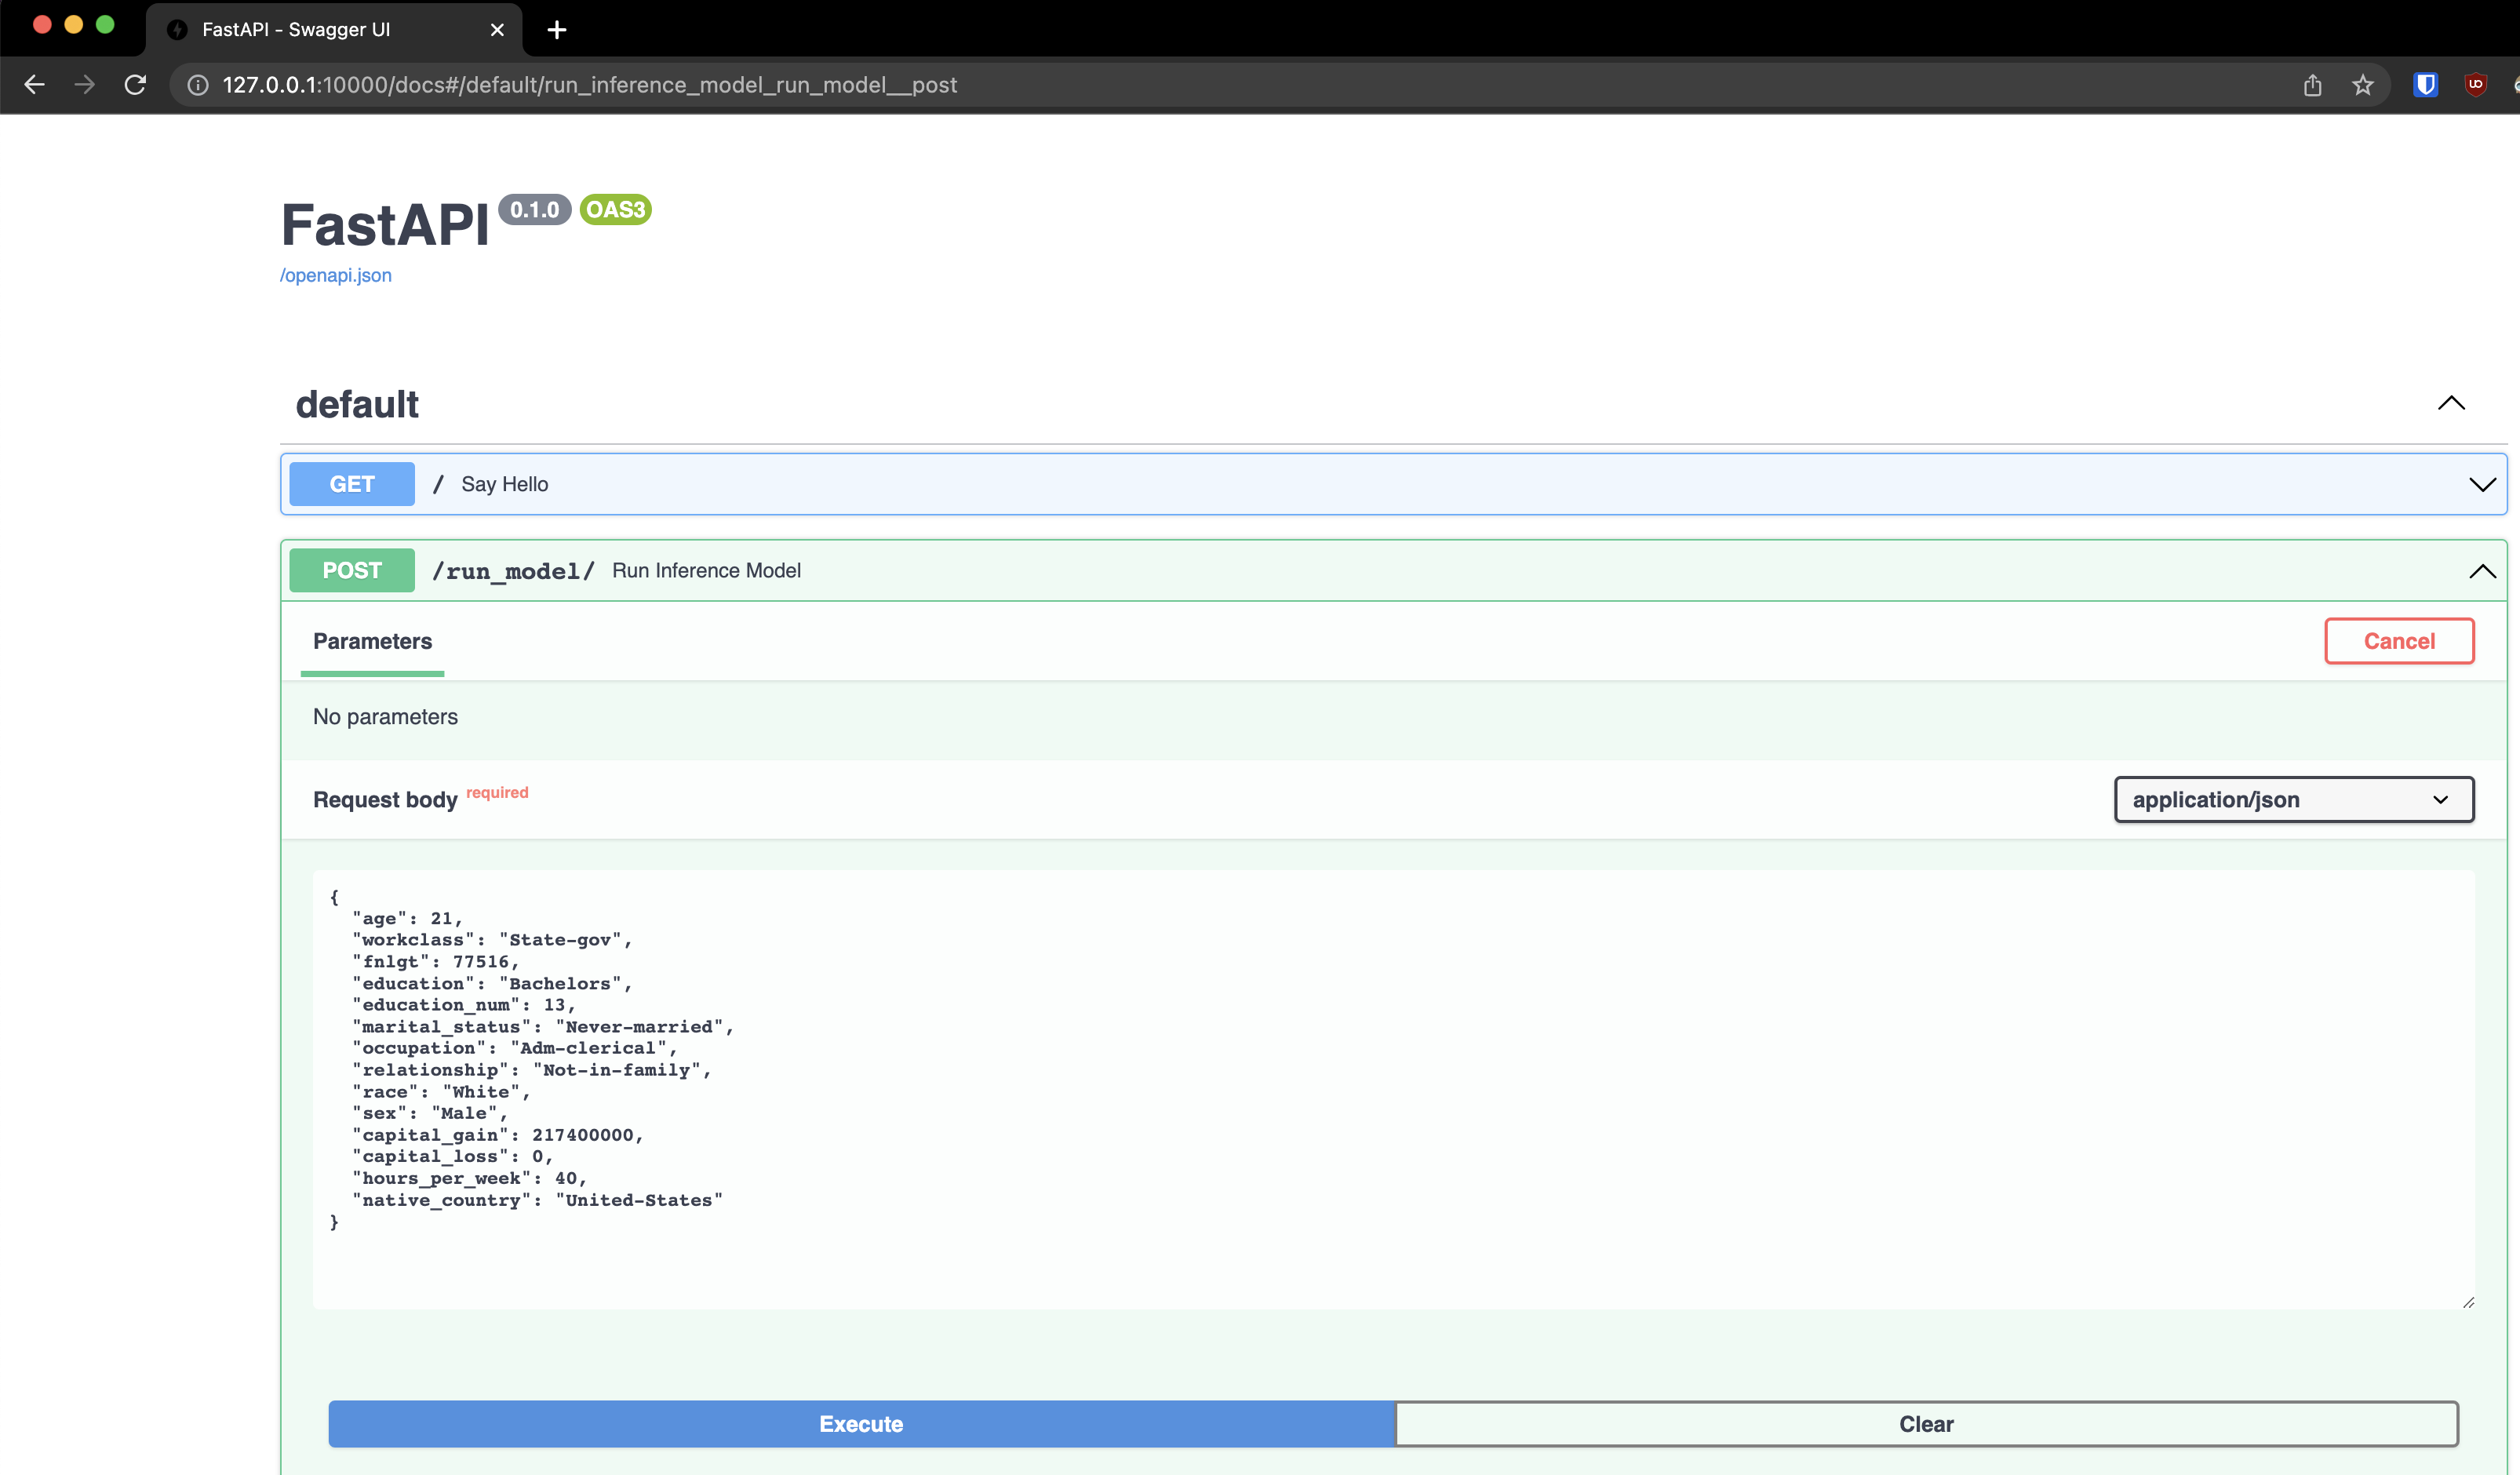 FastAPI - Swagger UI
127.0.0.1:10000/docs#/default/run_inference_model_run_model__post
FastAPI 0.1.0 OAS3
/openapi.json
default
GET / Say Hello
POST /run_model/ Run Inference Model
Parameters
Cancel
No parameters
Request body required
application/json
{
  "age": 21,
  "workclass": "State-gov",
  "fnlgt": 77516,
  "education": "Bachelors",
  "education_num": 13,
  "marital_status": "Never-married",
  "occupation": "Adm-clerical",
  "relationship": "Not-in-family",
  "race": "White",
  "sex": "Male",
  "capital_gain": 217400000,
  "capital_loss": 0,
  "hours_per_week": 40,
  "native_country": "United-States"
}
Execute
Clear